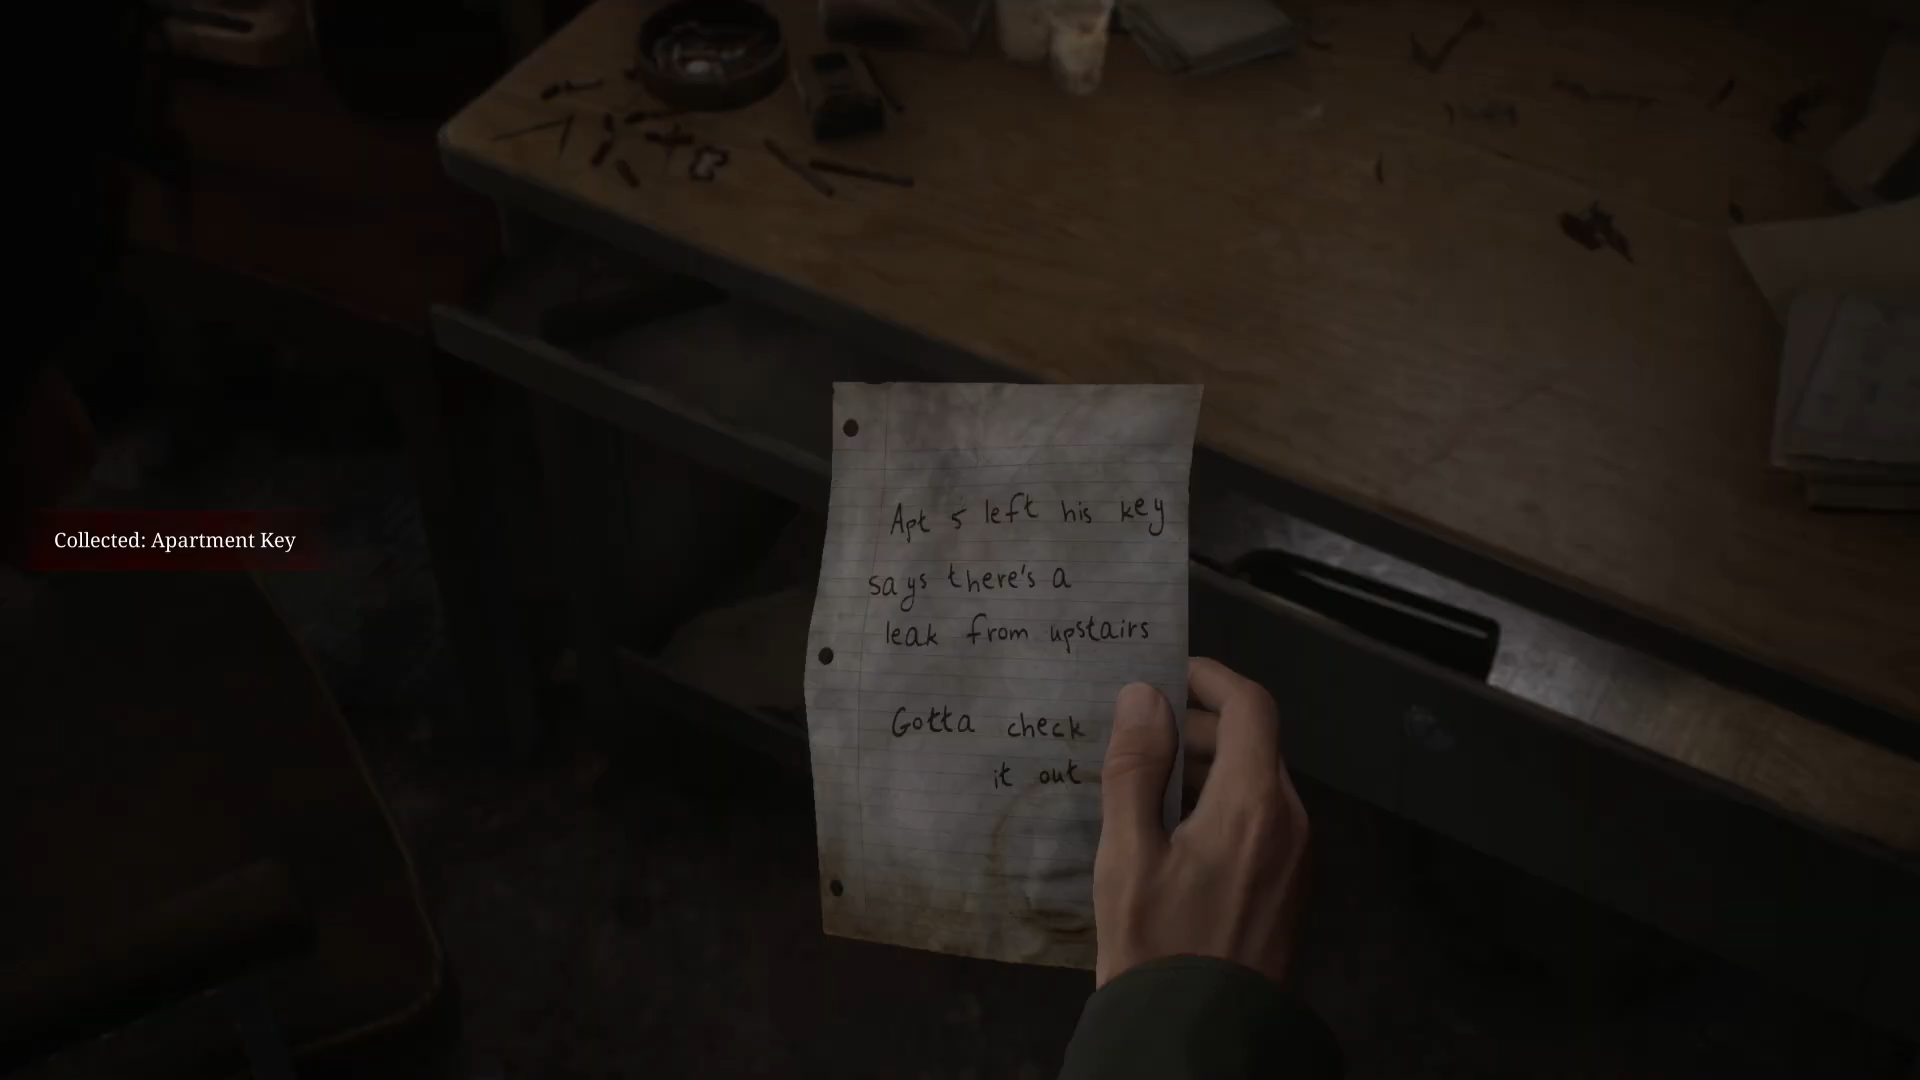 Collected: Apartment Key
Apt 5 left his key
says there's a
leak from upstairs
Gotta check
it out